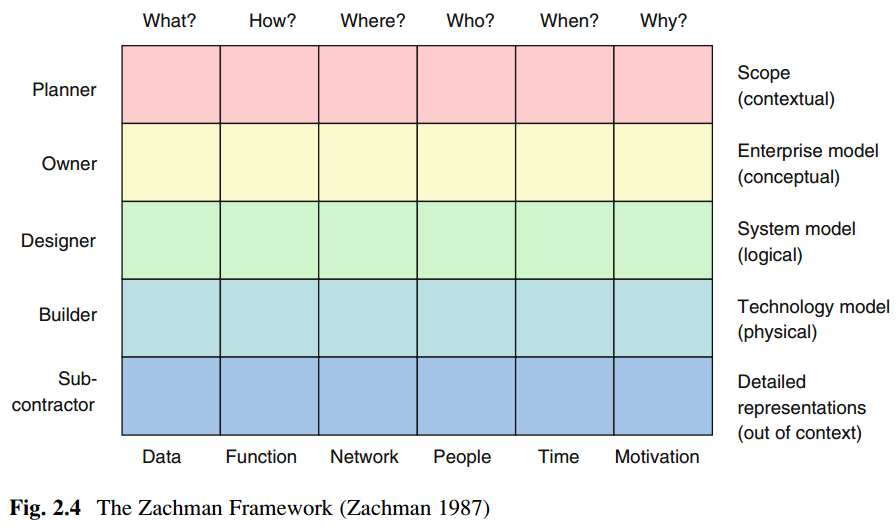 What? How? Where? Who? When? Why?
Planner
Scope
(contextual)
Owner
Enterprise model
(conceptual)
Designer
System model
(logical)
Builder
Technology model
(physical)
Sub-
contractor
Detailed
representations
(out of context)
Data Function Network People Time Motivation
Fig. 2.4 The Zachman Framework (Zachman 1987)